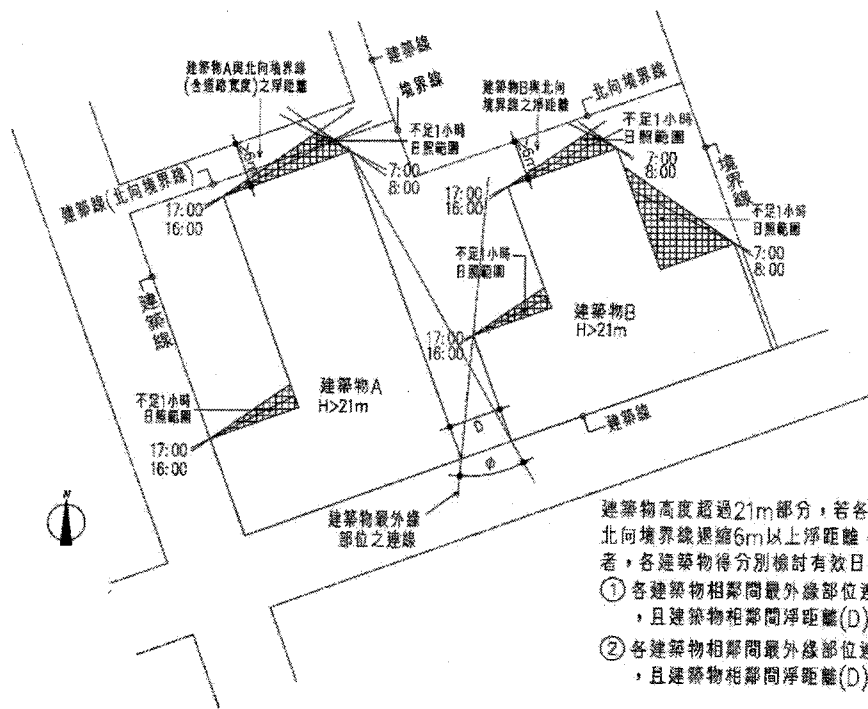 建築物A與北向境界線
(含道路寬度)之淨距離
建築線
境界線
建築物B與北向
境界線之淨距離
北向境界線
不足1小時
日照範圍
7:00
8:00
>6m
不足1小時
日照範圍
7:00
8:00
>6m
境界線
建築線(北向境界線)
17:00
16:00
17:00
16:00
不足1小時
日照範圍
7:00
8:00
不足1小時
日照範圍
建築線
建築物B
H>21m
17:00
16:00
建築物A
H>21m
不足1小時
日照範圍
17:00
16:00
D
建築線
Φ
N
建築物最外緣
部位之連線
建築物高度超過21m部分，若各
北向境界線退縮6m以上淨距離
者，各建築物得分別檢討有效日
① 各建築物相鄰間最外緣部位連
，且建築物相鄰間淨距離(D)
② 各建築物相鄰間最外緣部位連
，且建築物相鄰間淨距離(D)